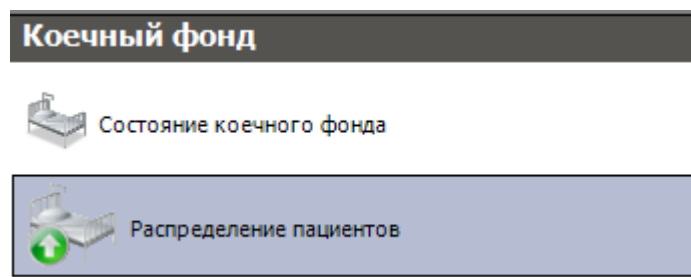 Коечный фонд
Состояние коечного фонда
Распределение пациентов